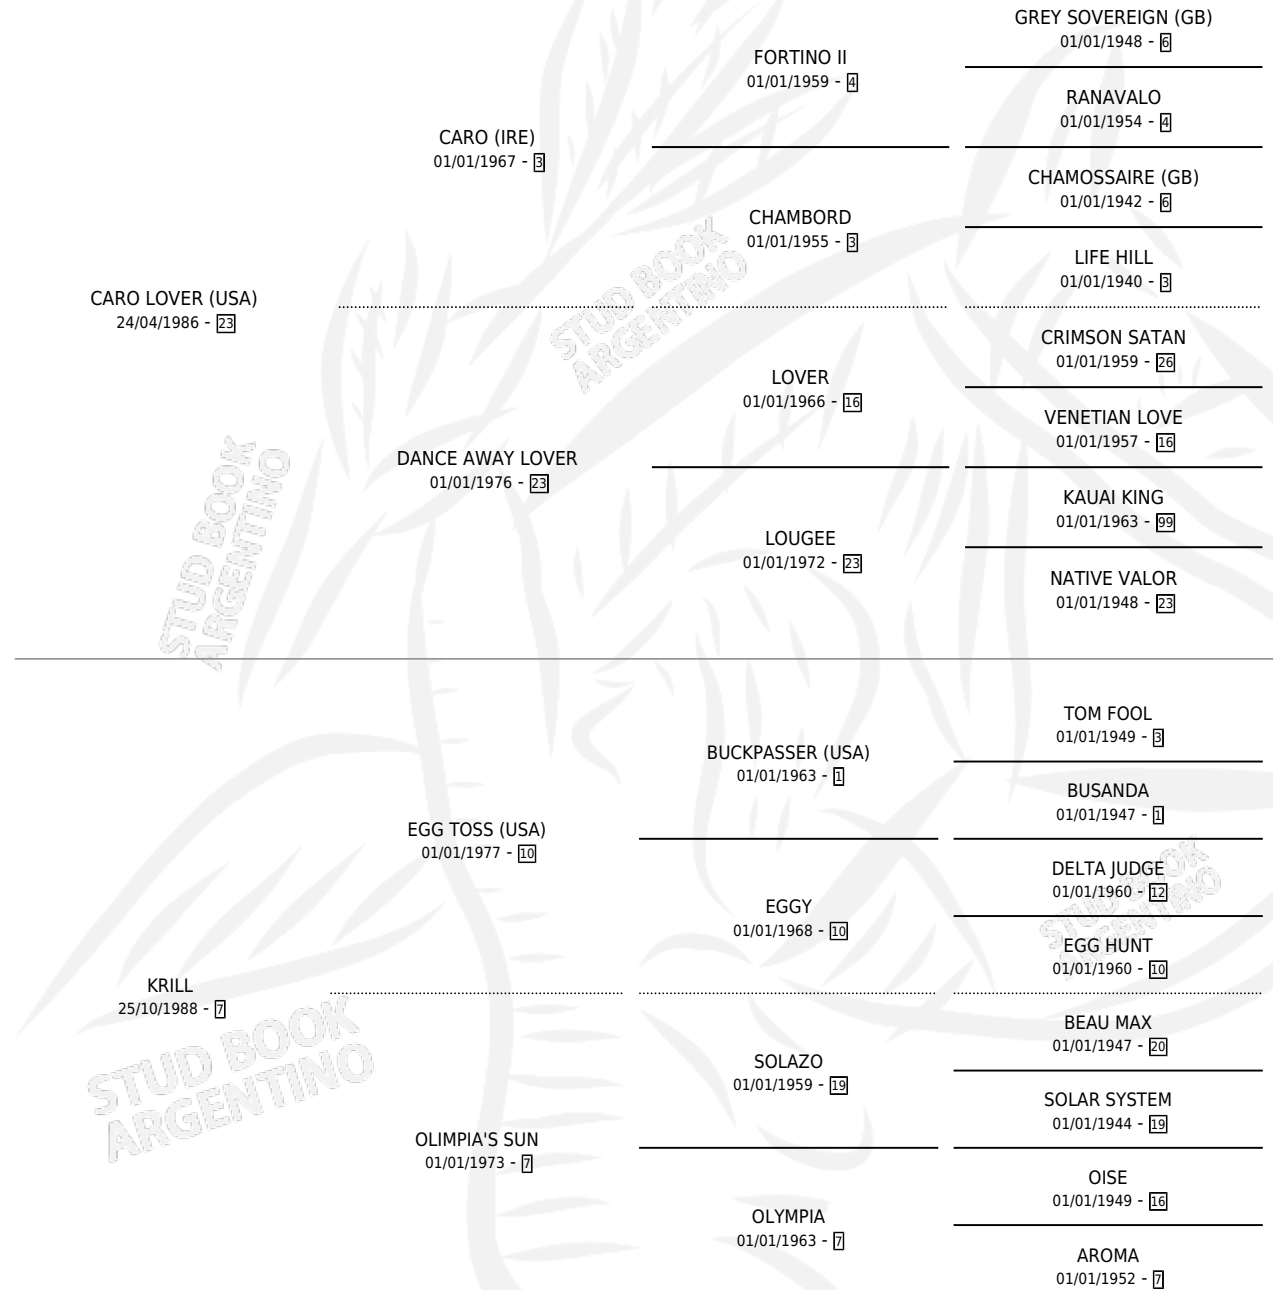 GREY SOVEREIGN (GB)
01/01/1948 - 6
FORTINO II
01/01/1959 - 4
RANAVALO
01/01/1954 - 4
CARO (IRE)
01/01/1967 - 3
CHAMOSSAIRE (GB)
01/01/1942 - 6
CHAMBORD
01/01/1955 - 3
LIFE HILL
01/01/1940 - 3
CARO LOVER (USA)
24/04/1986 - 23
STUD BOOK
ARGENTINO
CRIMSON SATAN
01/01/1959 - 26
LOVER
01/01/1966 - 16
VENETIAN LOVE
01/01/1957 - 16
DANCE AWAY LOVER
01/01/1976 - 23
KAUAI KING
01/01/1963 - 99
LOUGEE
01/01/1972 - 23
NATIVE VALOR
01/01/1948 - 23
STUD BOOK
ARGENTINO
TOM FOOL
01/01/1949 - 3
BUCKPASSER (USA)
01/01/1963 - 1
BUSANDA
01/01/1947 - 1
EGG TOSS (USA)
01/01/1977 - 10
DELTA JUDGE
01/01/1960 - 12
EGGY
01/01/1968 - 10
EGG HUNT
01/01/1960 - 10
STUD BOOK
ARGENTINO
KRILL
25/10/1988 - 7
BEAU MAX
01/01/1947 - 20
SOLAZO
01/01/1959 - 19
SOLAR SYSTEM
01/01/1944 - 19
STUD BOOK
ARGENTINO
OLIMPIA'S SUN
01/01/1973 - 7
OISE
01/01/1949 - 16
OLYMPIA
01/01/1963 - 7
AROMA
01/01/1952 - 7